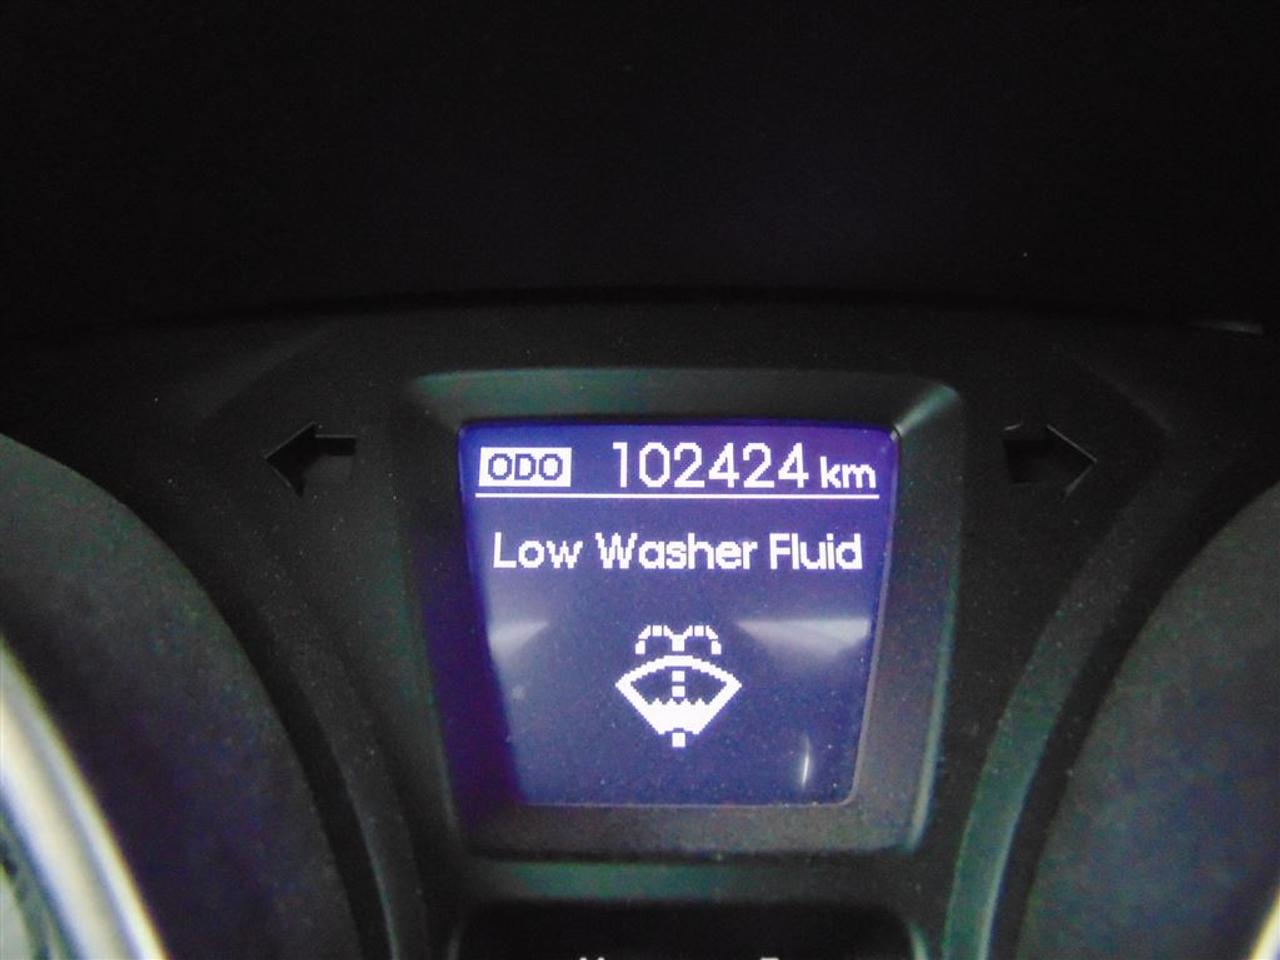 ODO 102424 km
Low Washer Fluid